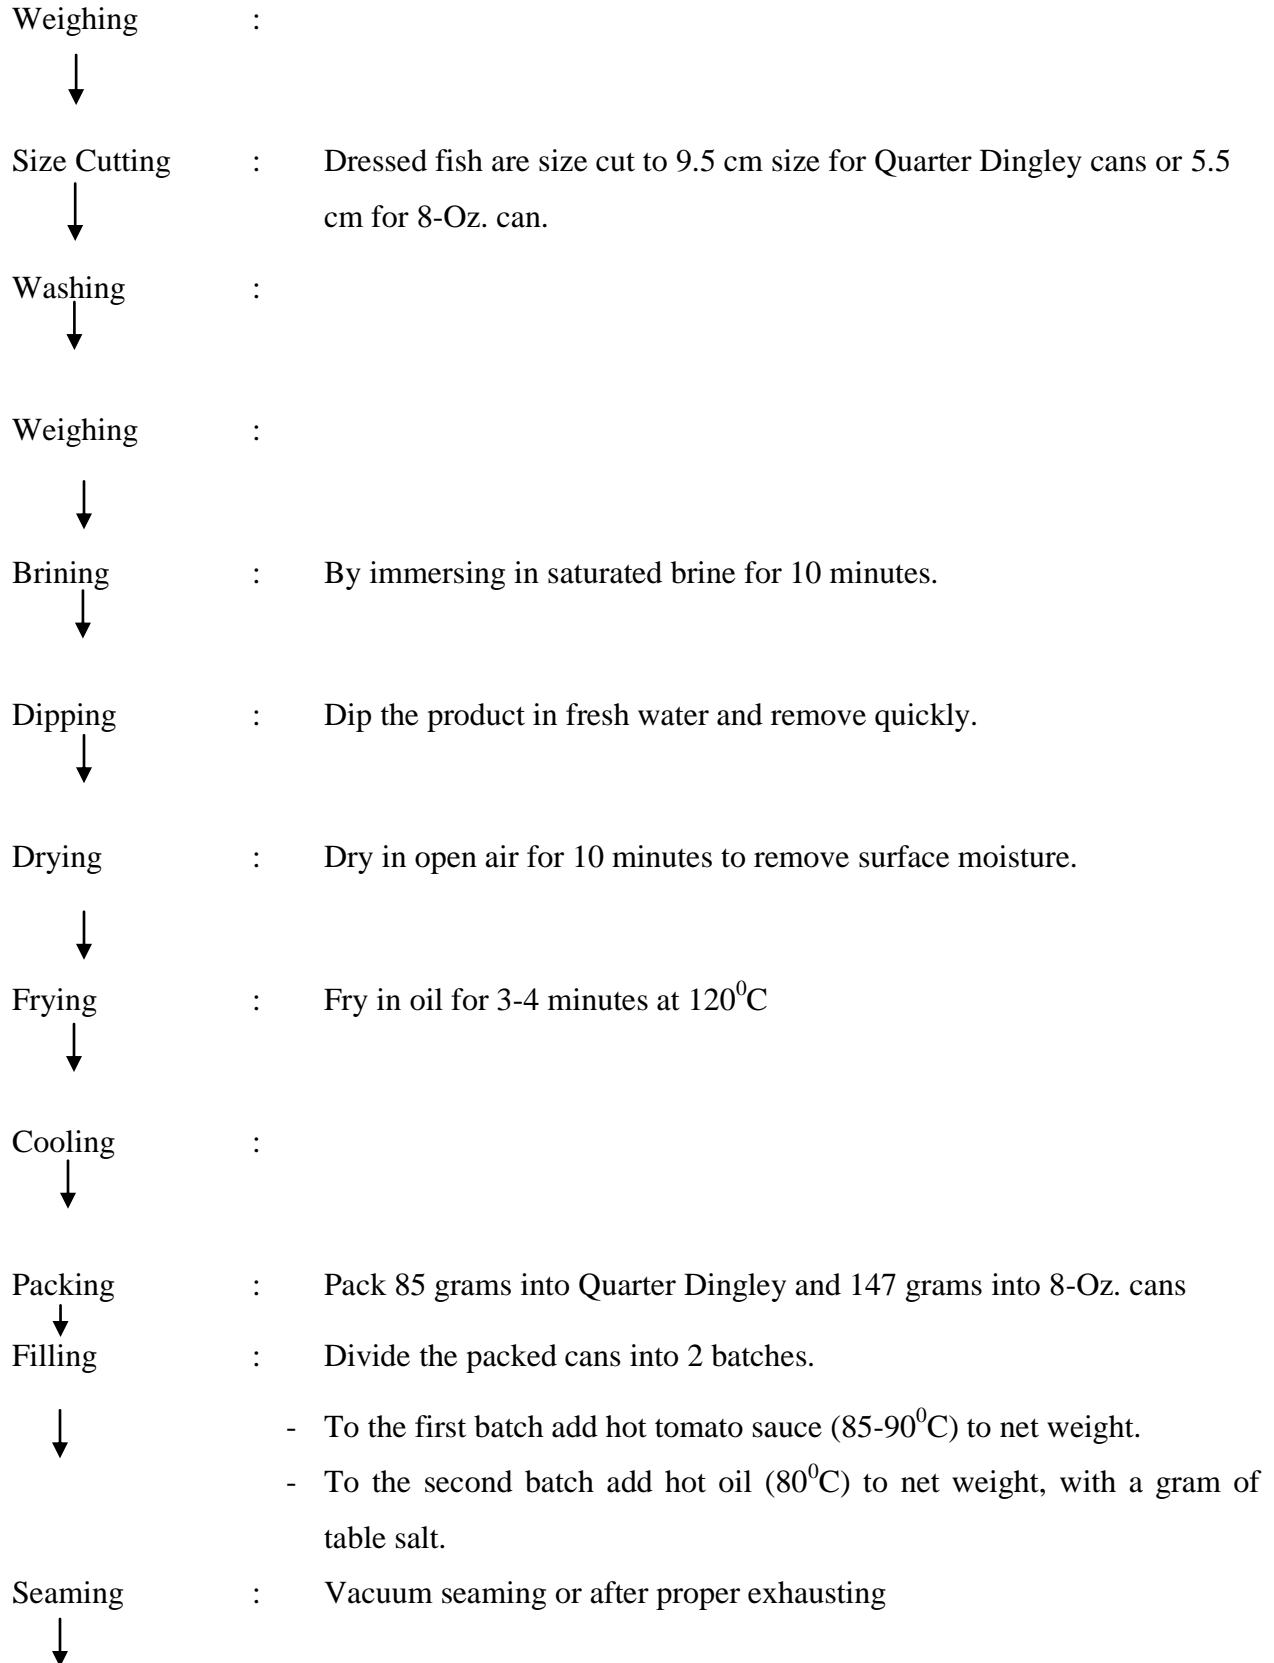 Weighing :
Size Cutting : Dressed fish are size cut to 9.5 cm size for Quarter Dingley cans or 5.5
cm for 8-Oz. can.
Washing :
Weighing :
Brining : By immersing in saturated brine for 10 minutes.
Dipping : Dip the product in fresh water and remove quickly.
Drying : Dry in open air for 10 minutes to remove surface moisture.
Frying : Fry in oil for 3-4 minutes at 120⁰C
Cooling :
Packing : Pack 85 grams into Quarter Dingley and 147 grams into 8-Oz. cans
Filling : Divide the packed cans into 2 batches.
- To the first batch add hot tomato sauce (85-90⁰C) to net weight.
- To the second batch add hot oil (80⁰C) to net weight, with a gram of
table salt.
Seaming : Vacuum seaming or after proper exhausting